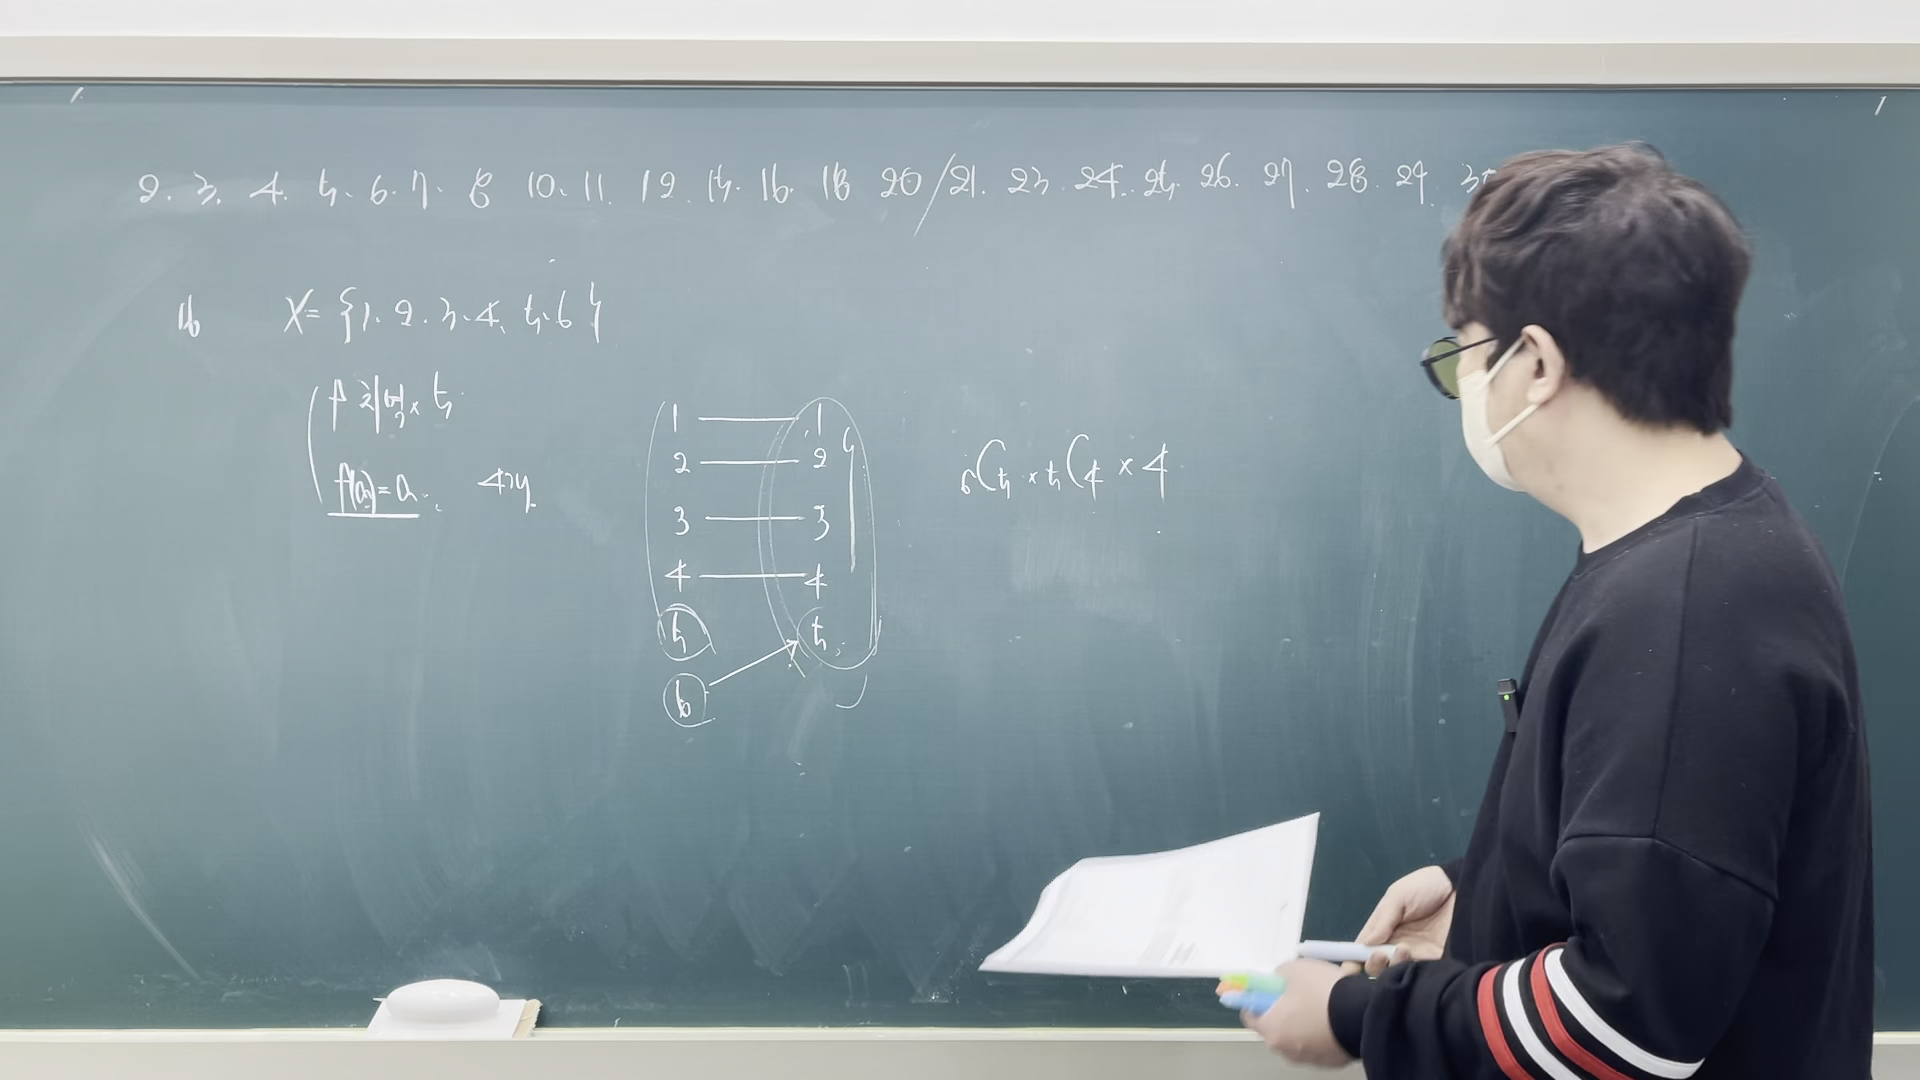 2. 3. 4. 5. 6. 7. 8 10. 11. 12. 15. 16. 18 20 / 21. 23 24. 25. 26. 27. 28. 29.
16 X = {1. 2. 3. 4. 5. 6}
f 치역 5
f(a) = a. 4개
1 1
2 2
3 3
4 4
5 5
6
6C5 × 5C4 × 4